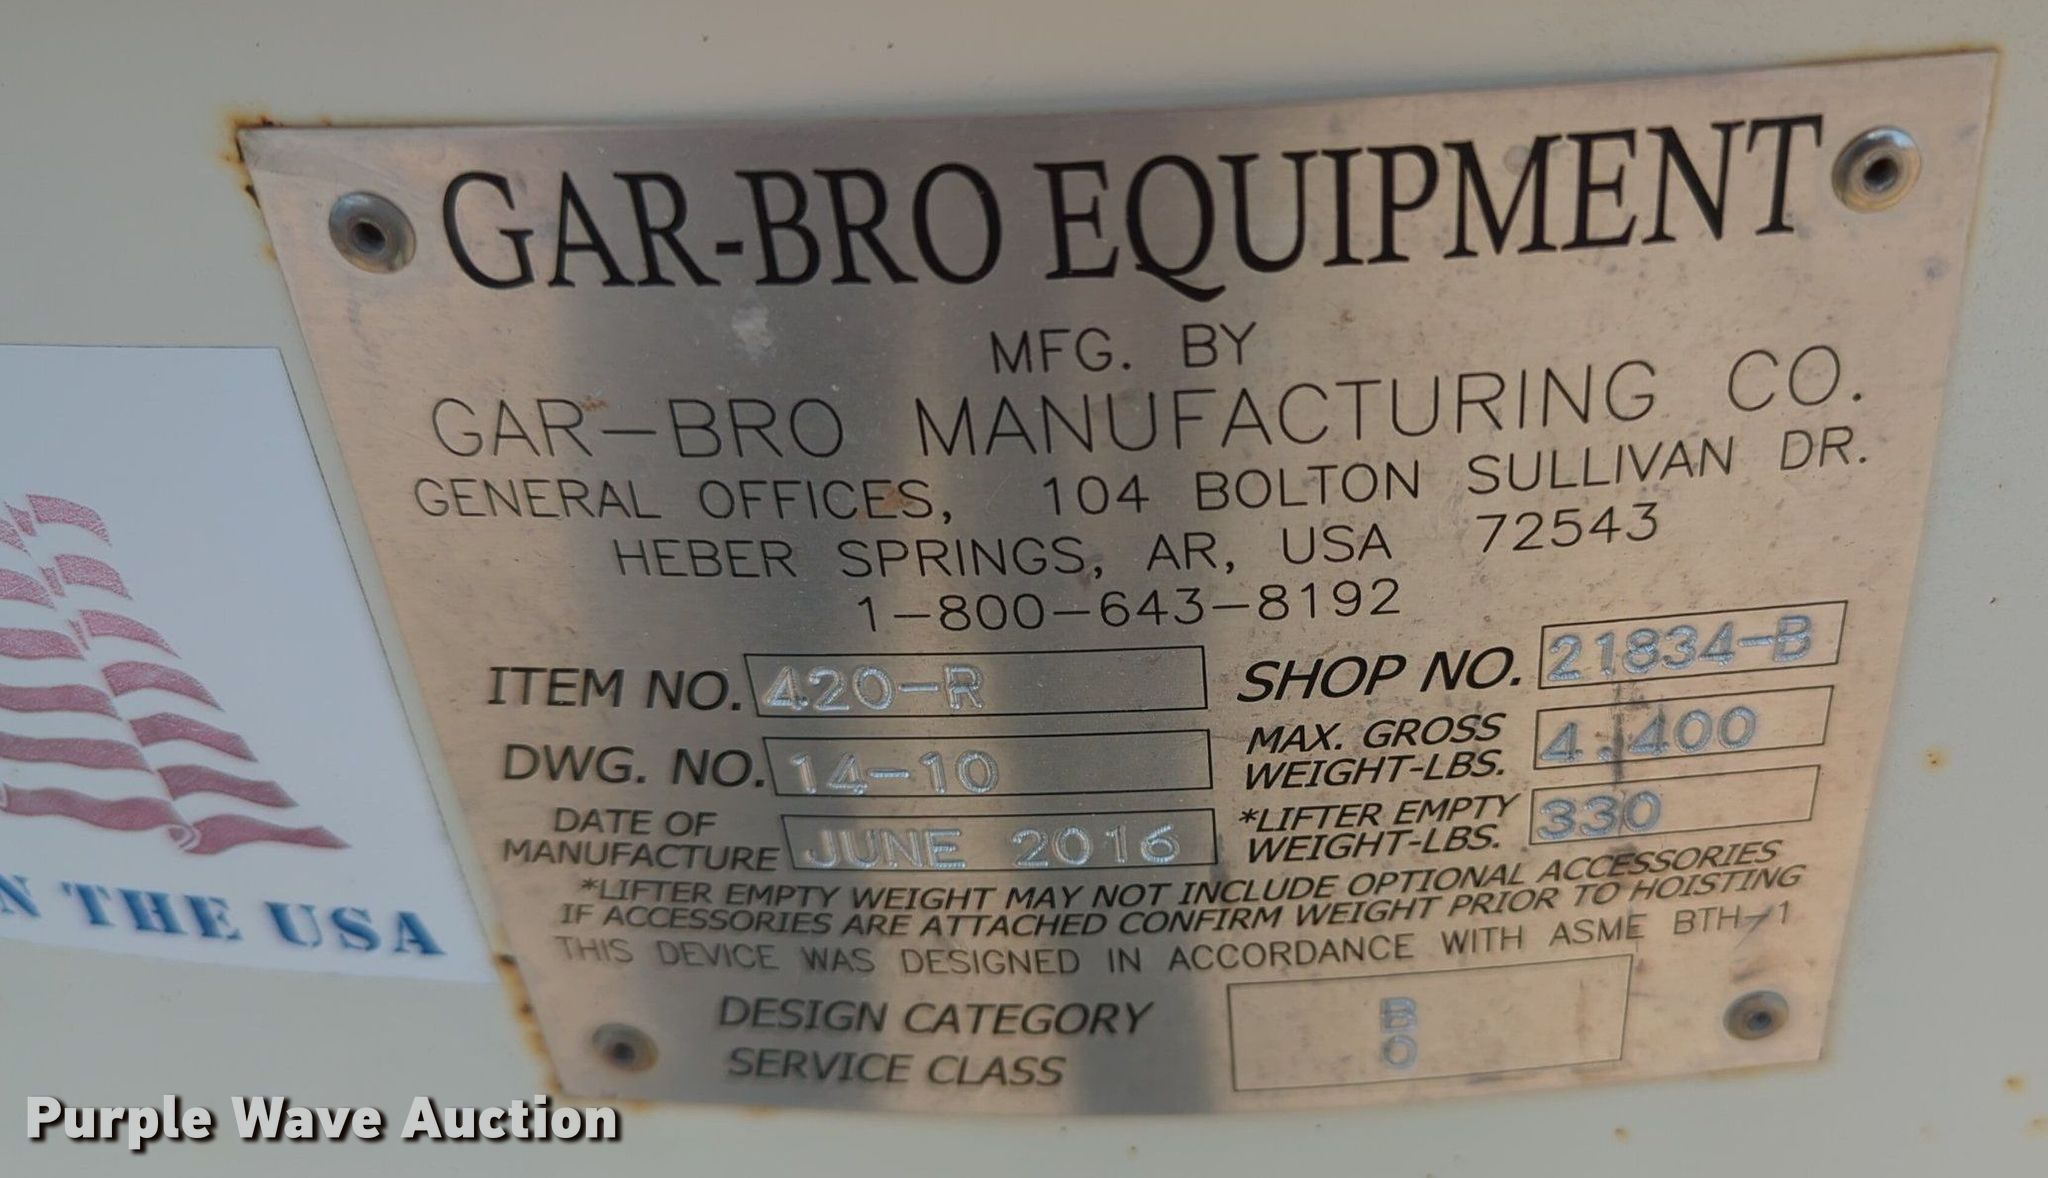 GAR-BRO EQUIPMENT
MFG. BY
GAR-BRO MANUFACTURING CO.
GENERAL OFFICES, 104 BOLTON SULLIVAN DR.
HEBER SPRINGS, AR, USA 72543
1-800-643-8192
ITEM NO. 420-R
SHOP NO. 21834-B
DWG. NO. 14-10
MAX. GROSS
WEIGHT-LBS. 4,400
DATE OF
MANUFACTURE JUNE 2016
*LIFTER EMPTY
WEIGHT-LBS. 330
*LIFTER EMPTY WEIGHT MAY NOT INCLUDE OPTIONAL ACCESSORIES
IF ACCESSORIES ARE ATTACHED CONFIRM WEIGHT PRIOR TO HOISTING
THIS DEVICE WAS DESIGNED IN ACCORDANCE WITH ASME BTH-1
DESIGN CATEGORY B
SERVICE CLASS 0
N THE USA
Purple Wave Auction